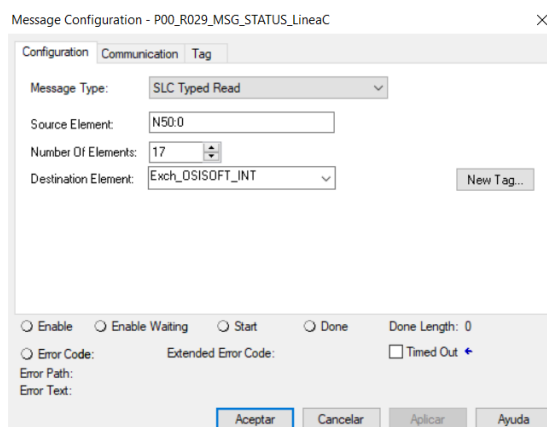 Message Configuration - P00_R029_MSG_STATUS_LineaC
Configuration Communication Tag
Message Type: SLC Typed Read
Source Element: N50:0
Number Of Elements: 17
Destination Element: Exch_OSISOFT_INT New Tag...
Enable Enable Waiting Start Done Done Length: 0
Error Code: Extended Error Code: Timed Out
Error Path:
Error Text:
Aceptar Cancelar Aplicar Ayuda